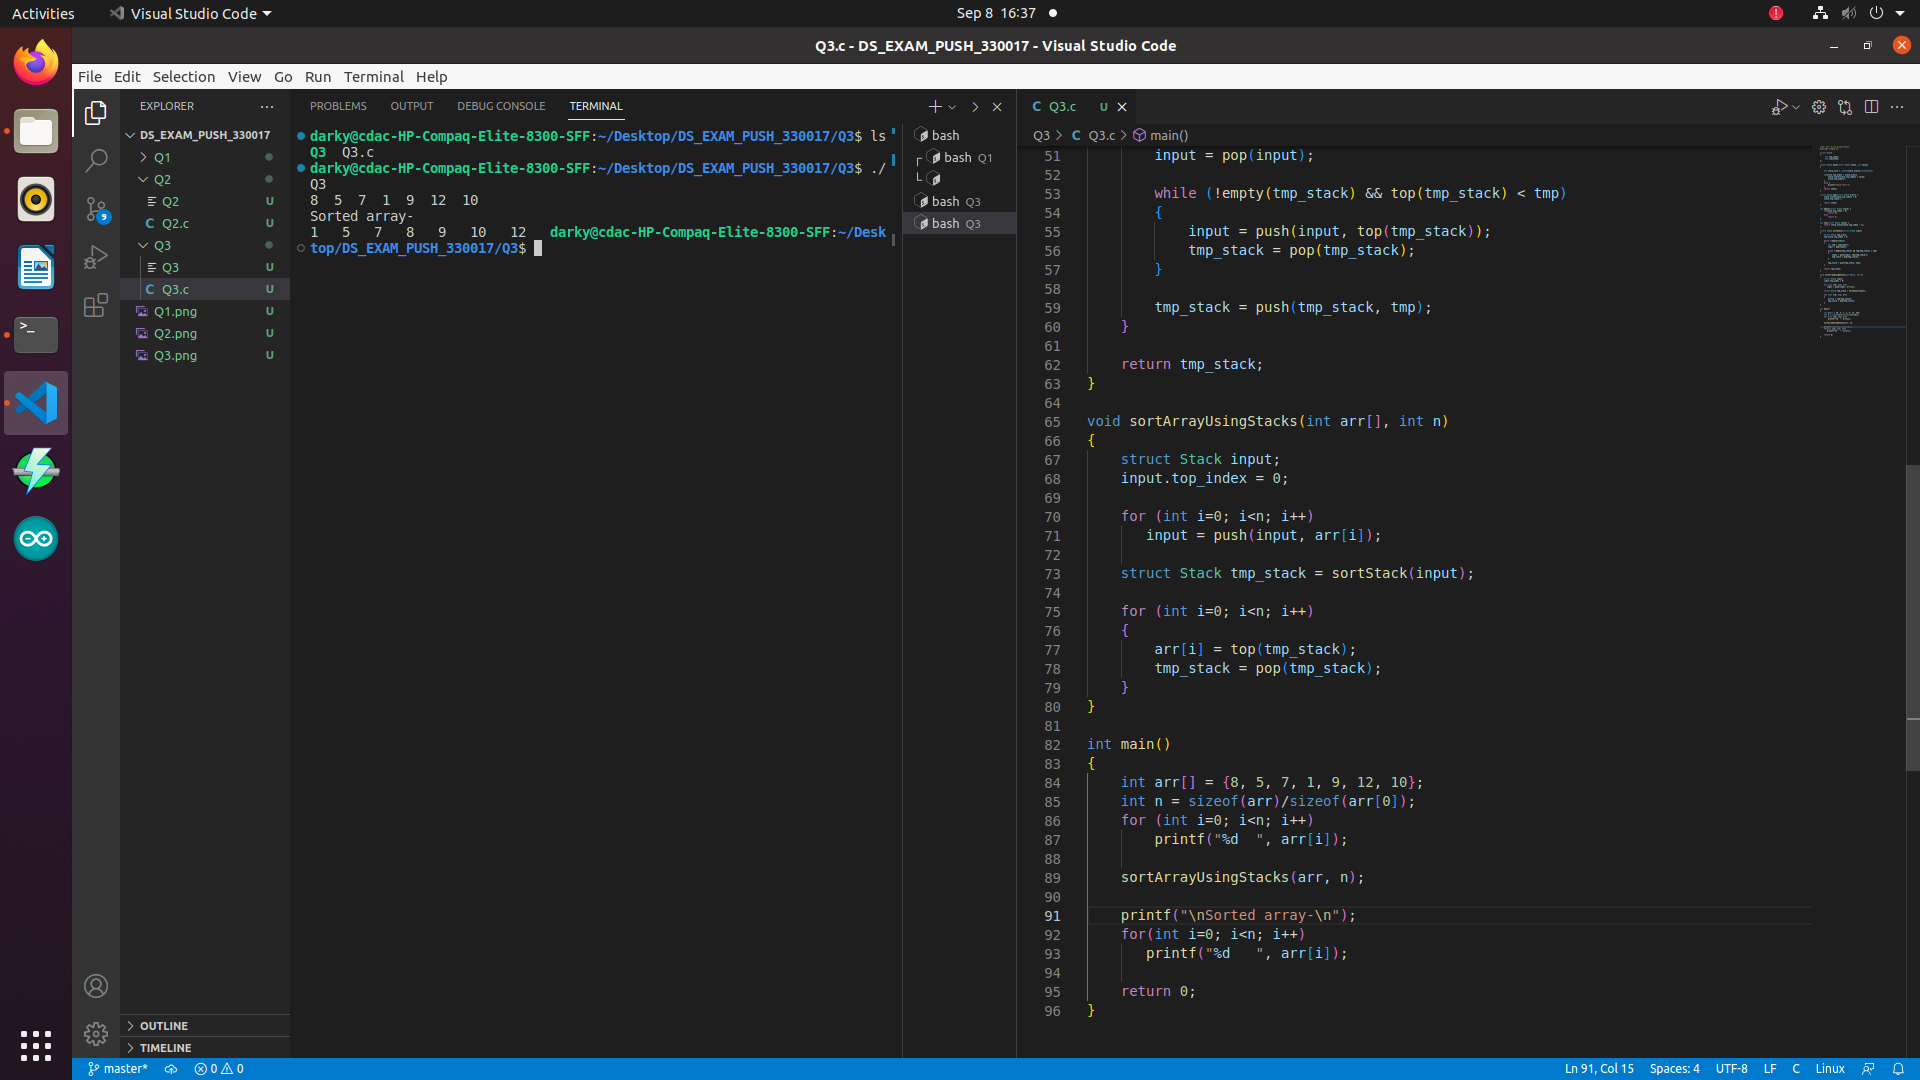 Activities
Visual Studio Code
Sep 8 16:37
Q3.c - DS_EXAM_PUSH_330017 - Visual Studio Code
File Edit Selection View Go Run Terminal Help
EXPLORER
DS_EXAM_PUSH_330017
Q1
Q2
Q2 U
C Q2.c U
Q3
Q3 U
C Q3.c U
Q1.png U
Q2.png U
Q3.png U
OUTLINE
TIMELINE
9
PROBLEMS OUTPUT DEBUG CONSOLE TERMINAL
darky@cdac-HP-Compaq-Elite-8300-SFF:~/Desktop/DS_EXAM_PUSH_330017/Q3$ ls
Q3 Q3.c
darky@cdac-HP-Compaq-Elite-8300-SFF:~/Desktop/DS_EXAM_PUSH_330017/Q3$ ./
Q3
8 5 7 1 9 12 10
Sorted array-
1 5 7 8 9 10 12 darky@cdac-HP-Compaq-Elite-8300-SFF:~/Desk
top/DS_EXAM_PUSH_330017/Q3$
bash
bash Q1
bash Q3
bash Q3
C Q3.c U
Q3 > C Q3.c > main()
51 input = pop(input);
52
53 while (!empty(tmp_stack) && top(tmp_stack) < tmp)
54 {
55 input = push(input, top(tmp_stack));
56 tmp_stack = pop(tmp_stack);
57 }
58
59 tmp_stack = push(tmp_stack, tmp);
60 }
61
62 return tmp_stack;
63 }
64
65 void sortArrayUsingStacks(int arr[], int n)
66 {
67 struct Stack input;
68 input.top_index = 0;
69
70 for (int i=0; i<n; i++)
71 input = push(input, arr[i]);
72
73 struct Stack tmp_stack = sortStack(input);
74
75 for (int i=0; i<n; i++)
76 {
77 arr[i] = top(tmp_stack);
78 tmp_stack = pop(tmp_stack);
79 }
80 }
81
82 int main()
83 {
84 int arr[] = {8, 5, 7, 1, 9, 12, 10};
85 int n = sizeof(arr)/sizeof(arr[0]);
86 for (int i=0; i<n; i++)
87 printf("%d  ", arr[i]);
88
89 sortArrayUsingStacks(arr, n);
90
91 printf("\nSorted array-\n");
92 for(int i=0; i<n; i++)
93 printf("%d   ", arr[i]);
94
95 return 0;
96 }
master* 0 0
Ln 91, Col 15 Spaces: 4 UTF-8 LF C Linux